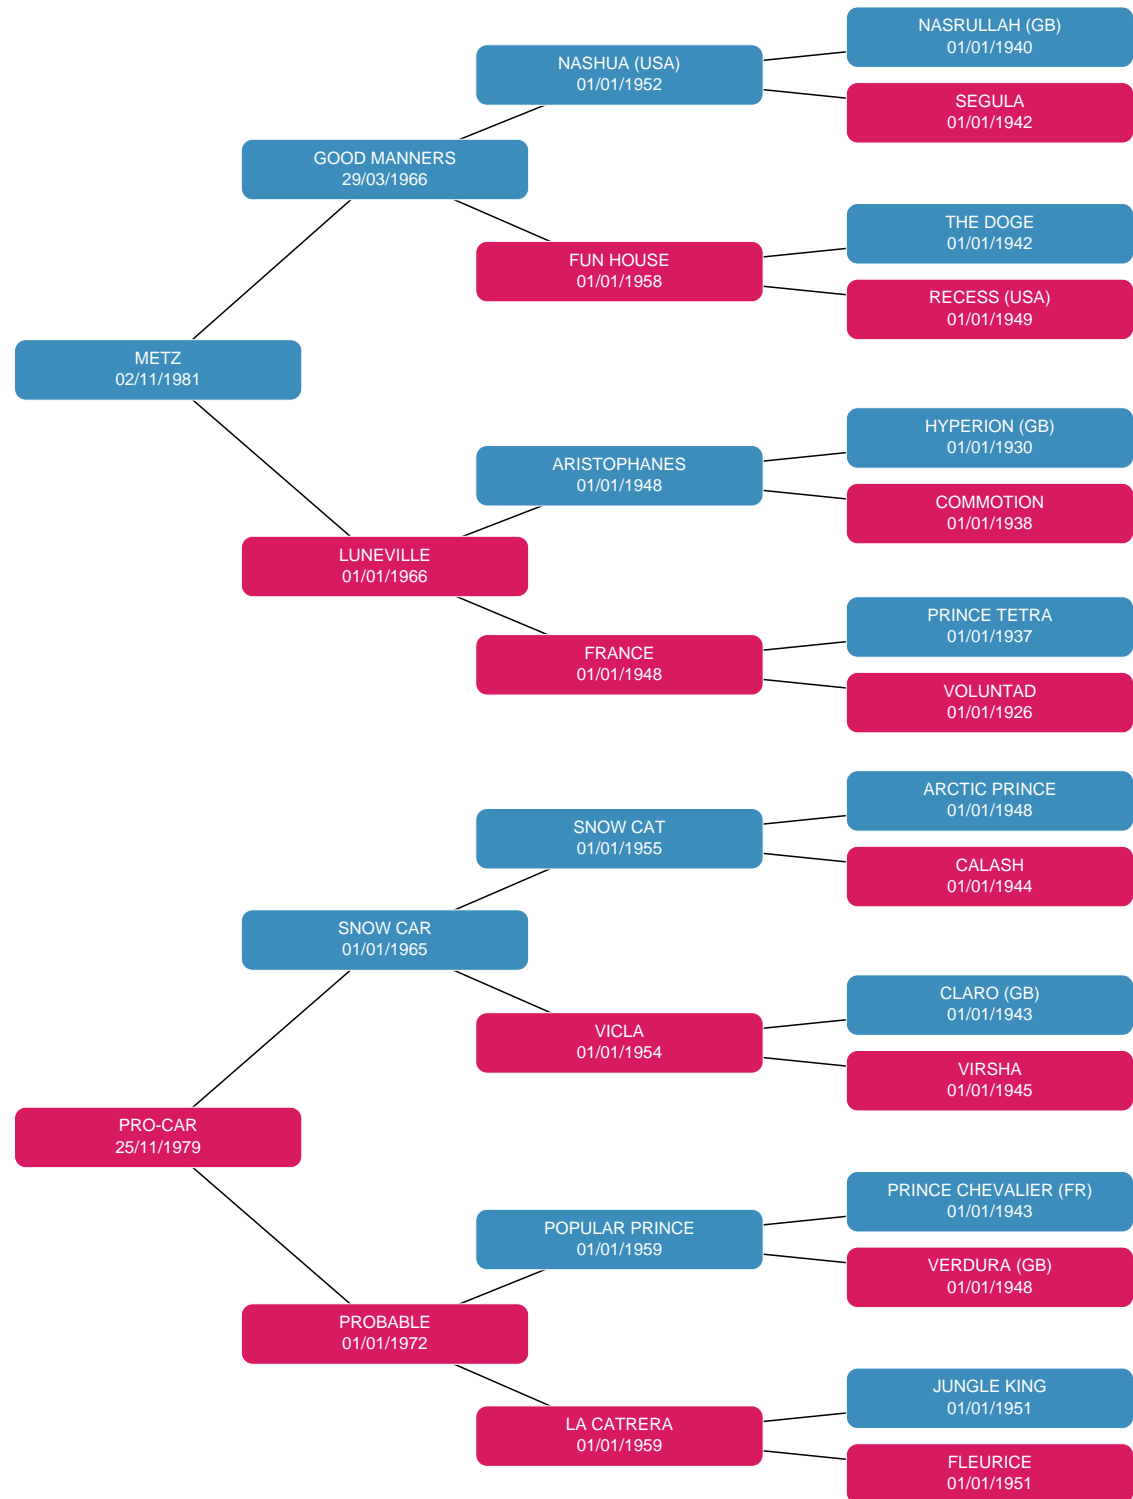 NASRULLAH (GB)
01/01/1940
NASHUA (USA)
01/01/1952
SEGULA
01/01/1942
GOOD MANNERS
29/03/1966
THE DOGE
01/01/1942
FUN HOUSE
01/01/1958
RECESS (USA)
01/01/1949
METZ
02/11/1981
HYPERION (GB)
01/01/1930
ARISTOPHANES
01/01/1948
COMMOTION
01/01/1938
LUNEVILLE
01/01/1966
PRINCE TETRA
01/01/1937
FRANCE
01/01/1948
VOLUNTAD
01/01/1926
ARCTIC PRINCE
01/01/1948
SNOW CAT
01/01/1955
CALASH
01/01/1944
SNOW CAR
01/01/1965
CLARO (GB)
01/01/1943
VICLA
01/01/1954
VIRSHA
01/01/1945
PRO-CAR
25/11/1979
PRINCE CHEVALIER (FR)
01/01/1943
POPULAR PRINCE
01/01/1959
VERDURA (GB)
01/01/1948
PROBABLE
01/01/1972
JUNGLE KING
01/01/1951
LA CATRERA
01/01/1959
FLEURICE
01/01/1951